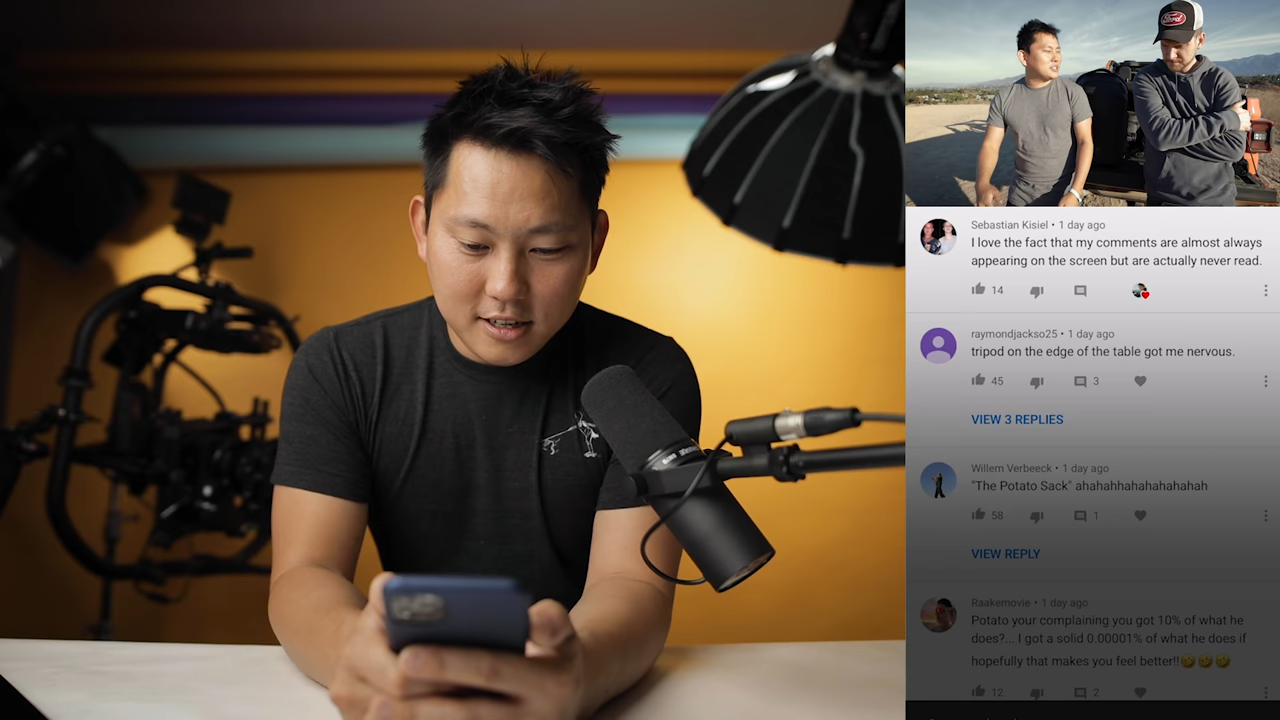 Ford
Sebastian Kisiel • 1 day ago
I love the fact that my comments are almost always
appearing on the screen but are actually never read.
14
raymondjackso25 • 1 day ago
tripod on the edge of the table got me nervous.
45
3
VIEW 3 REPLIES
Willem Verbeeck • 1 day ago
"The Potato Sack" ahahahhahahahahahah
58
1
VIEW REPLY
Raakemovie • 1 day ago
Potato your complaining you got 10% of what he
does?... I got a solid 0.00001% of what he does if
hopefully that makes you feel better!!🤣🤣🤣
12
2